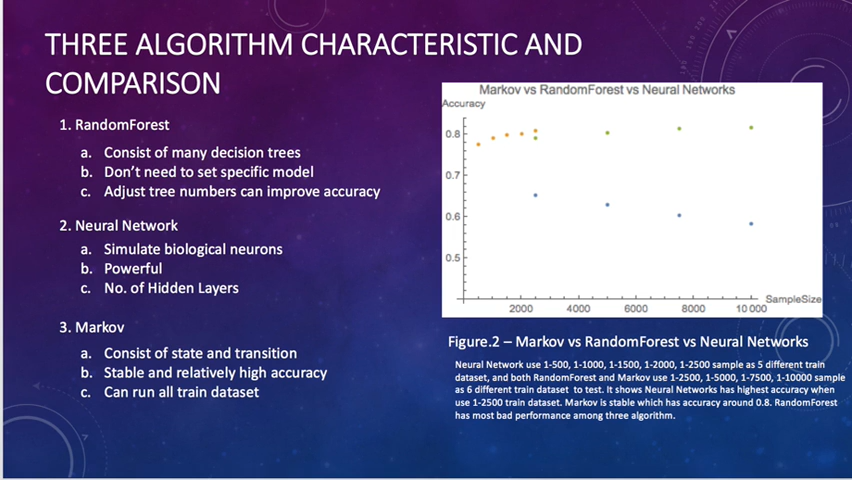 THREE ALGORITHM CHARACTERISTIC AND
COMPARISON
1. RandomForest
a. Consist of many decision trees
b. Don't need to set specific model
c. Adjust tree numbers can improve accuracy
2. Neural Network
a. Simulate biological neurons
b. Powerful
c. No. of Hidden Layers
3. Markov
a. Consist of state and transition
b. Stable and relatively high accuracy
c. Can run all train dataset
Markov vs RandomForest vs Neural Networks
Accuracy
0.8
0.7
0.6
0.5
2000 4000 6000 8000 10000
SampleSize
Figure.2 – Markov vs RandomForest vs Neural Networks
Neural Network use 1-500, 1-1000, 1-1500, 1-2000, 1-2500 sample as 5 different train
dataset, and both RandomForest and Markov use 1-2500, 1-5000, 1-7500, 1-10000 sample
as 6 different train dataset to test. It shows Neural Networks has highest accuracy when
use 1-2500 train dataset. Markov is stable which has accuracy around 0.8. RandomForest
has most bad performance among three algorithm.